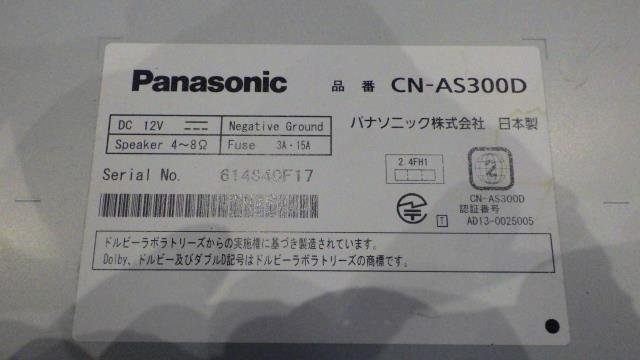 Panasonic 品番 CN-AS300D
DC 12V Negative Ground
Speaker 4~8Ω Fuse 3A・15A
パナソニック株式会社 日本製
Serial No. 614S49F17
2.4FH1
2
CN-AS300D
認証番号
T AD13-0025005
ドルビーラボラトリーズからの実施権に基づき製造されています。
Dolby、ドルビー及びダブルD記号はドルビーラボラトリーズの商標です。